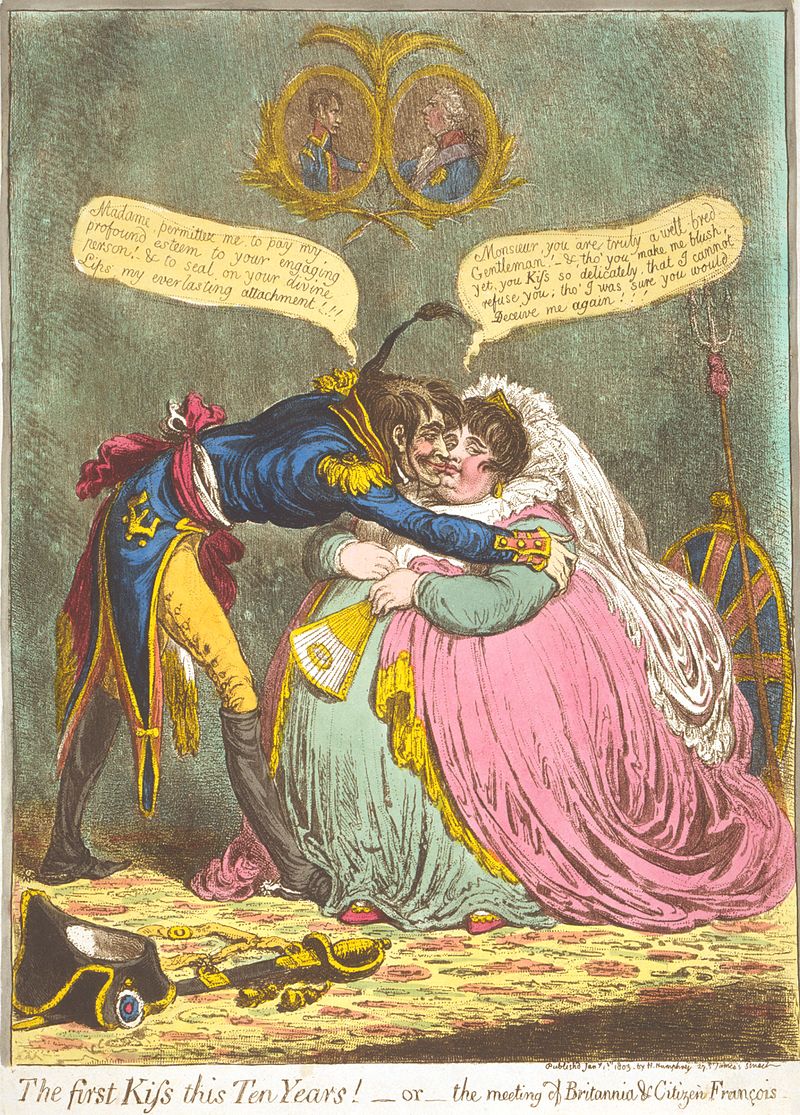 Madame, permittez me, to pay my
profound esteem to your engaging
person! & to seal on your divine
Lips my everlasting attachment!!!
Monsieur, you are truly a well bred
Gentleman! – & tho' you make me blush,
yet, you Kiſs so delicately, that I cannot
refuse you; tho' I was sure you would
Deceive me again!!!
Publishd Jany. 1st 1803. by H. Humphrey 27 St James's Street
The first Kiſs this Ten Years! — or — the meeting of Britannia & Citizen François